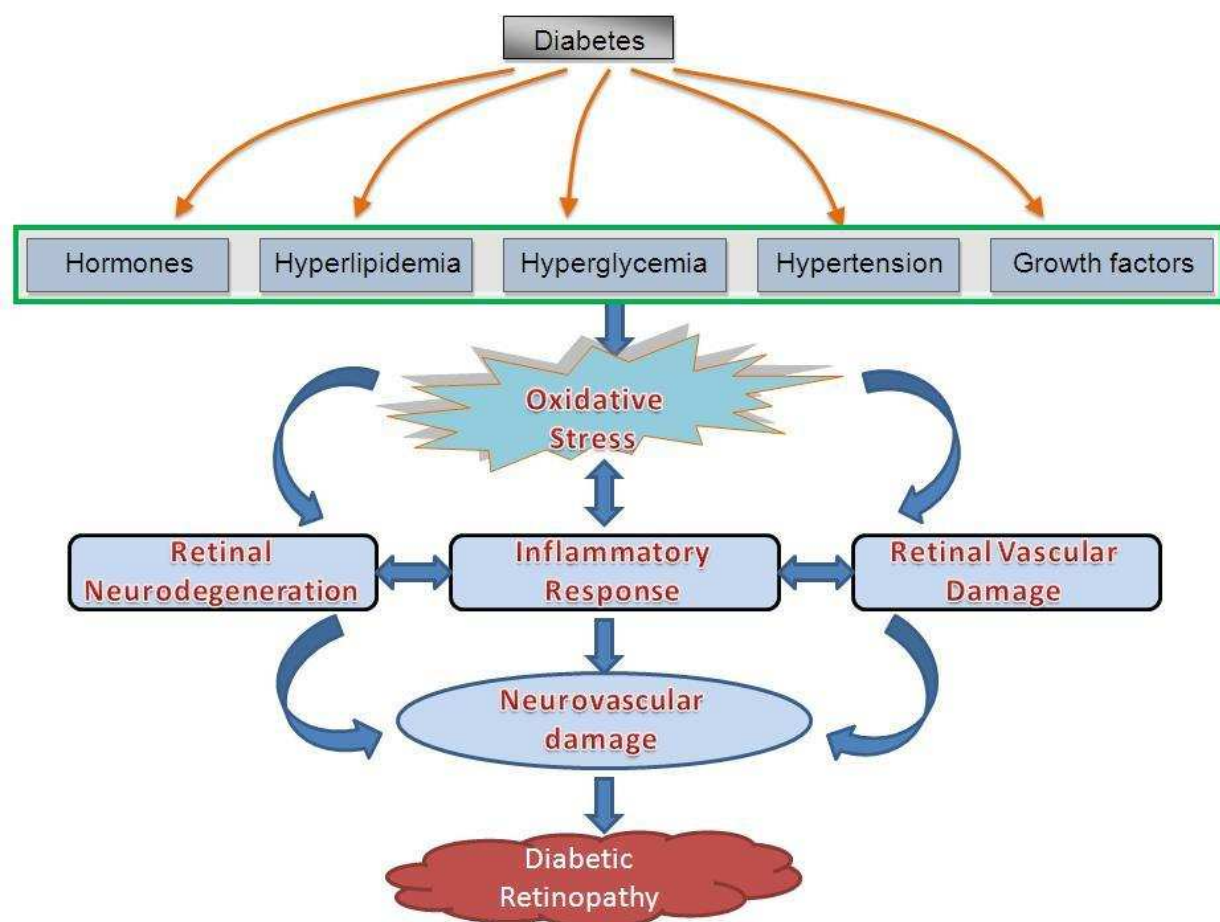 Diabetes
Hormones
Hyperlipidemia
Hyperglycemia
Hypertension
Growth factors
Oxidative
Stress
Retinal
Neurodegeneration
Inflammatory
Response
Retinal Vascular
Damage
Neurovascular
damage
Diabetic
Retinopathy